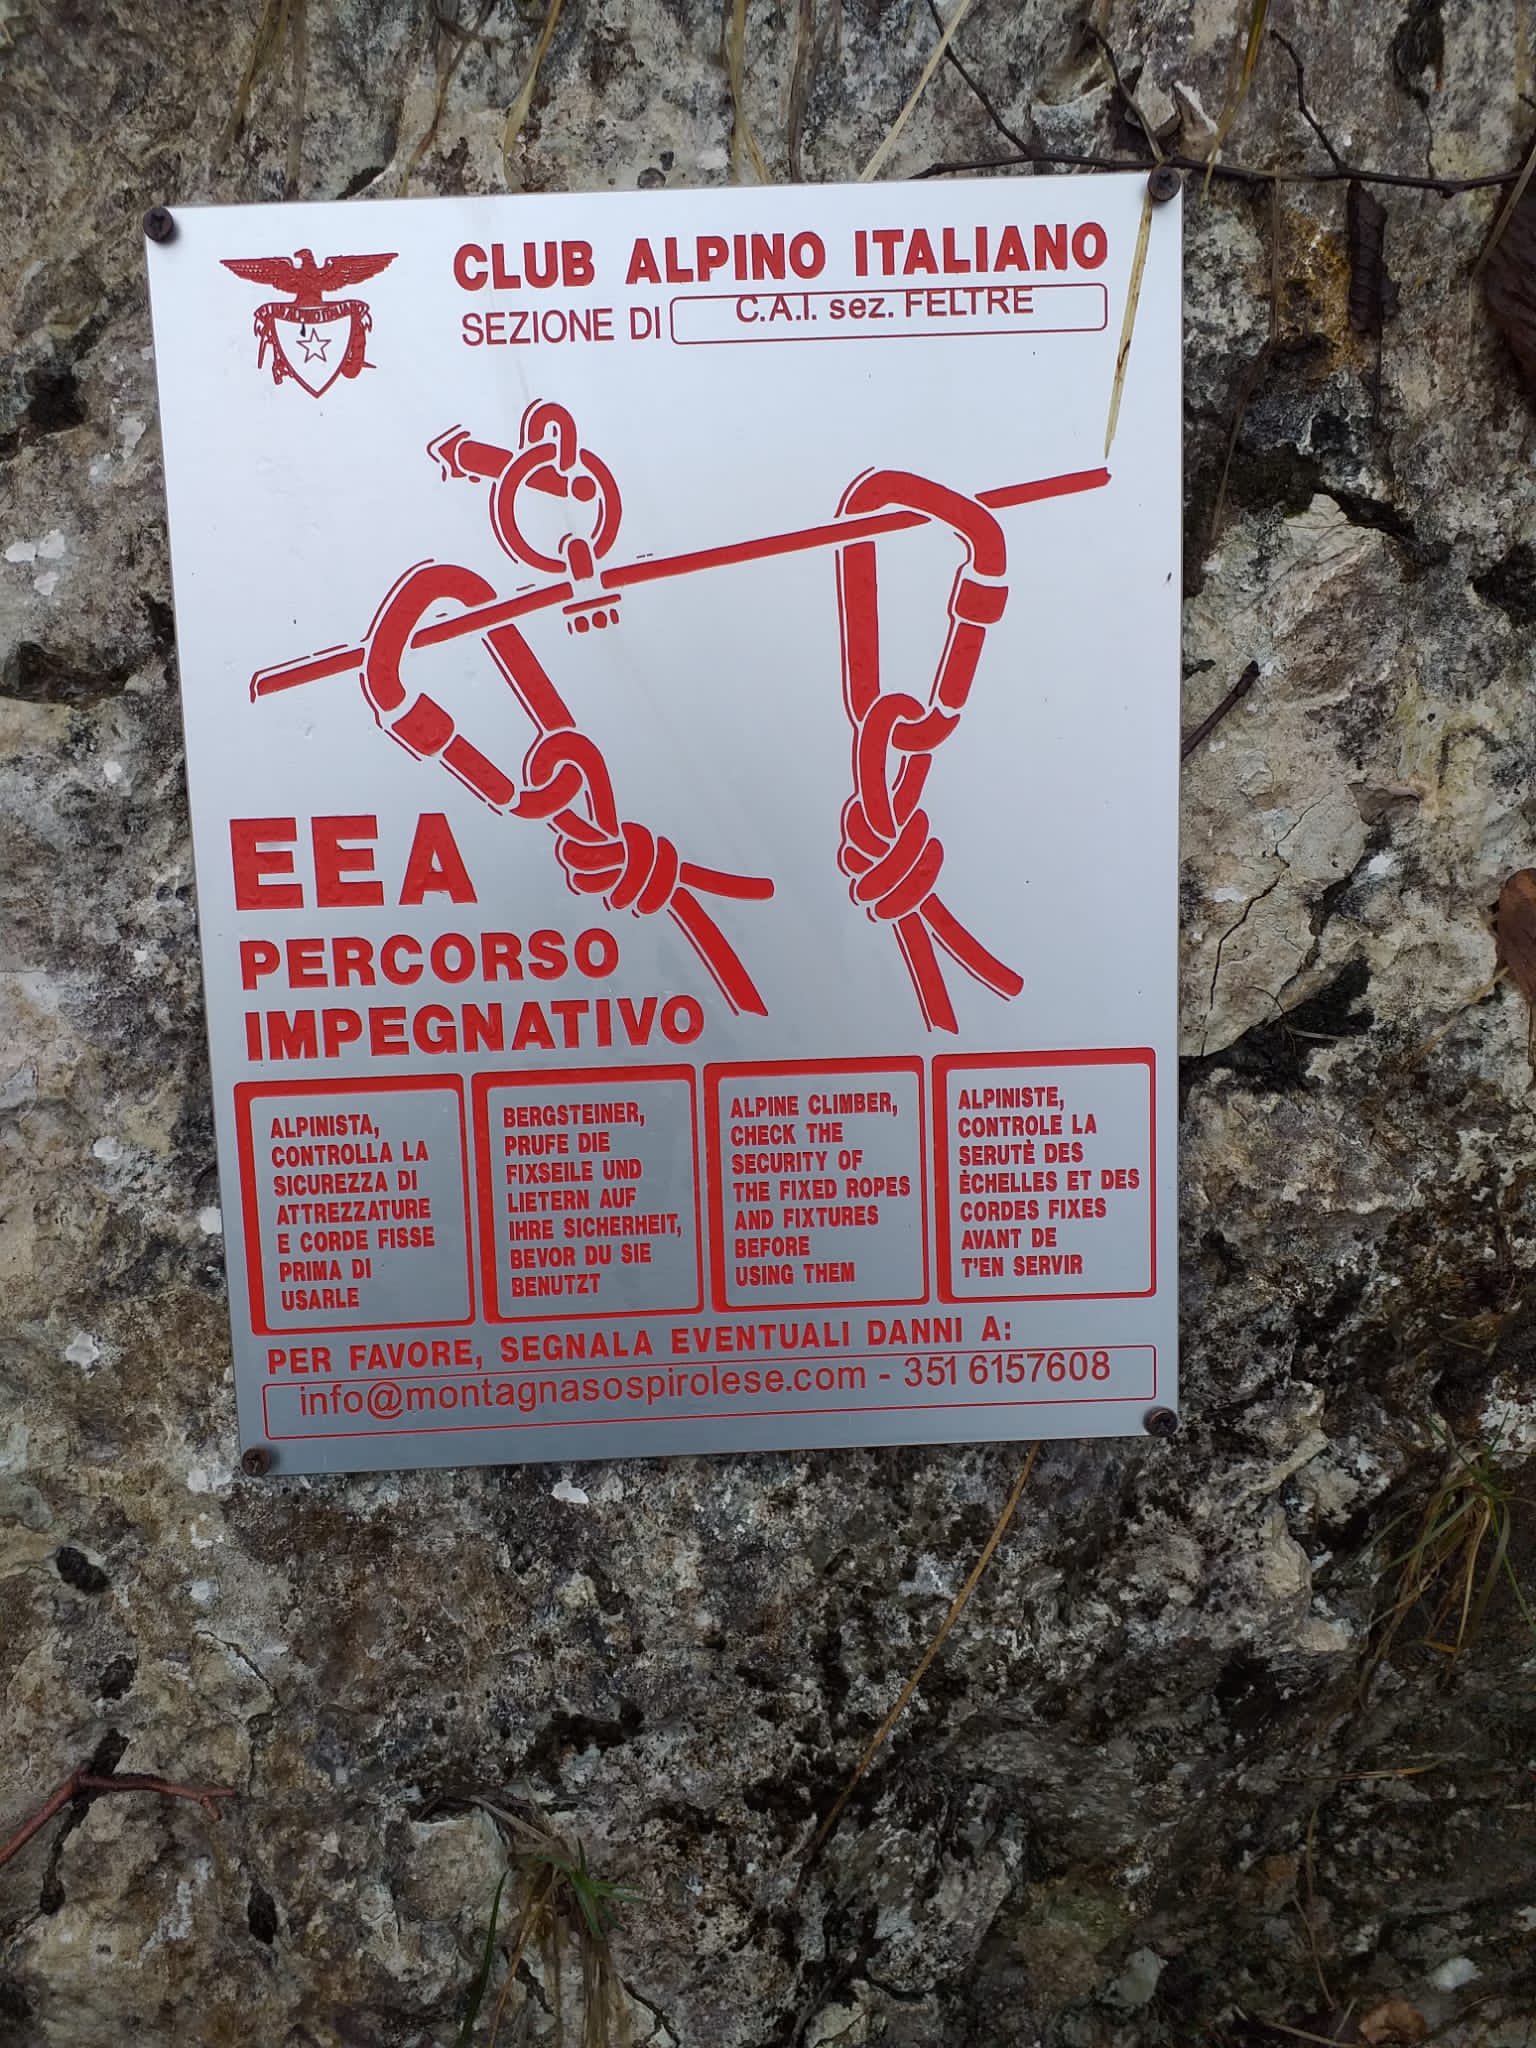 CLUB ALPINO ITALIANO
CLUB ALPINO ITALIANO
SEZIONE DI C.A.I. sez. FELTRE
EEA
PERCORSO
IMPEGNATIVO
ALPINISTA,
CONTROLLA LA
SICUREZZA DI
ATTREZZATURE
E CORDE FISSE
PRIMA DI
USARLE
BERGSTEINER,
PRUFE DIE
FIXSEILE UND
LIETERN AUF
IHRE SICHERHEIT,
BEVOR DU SIE
BENUTZT
ALPINE CLIMBER,
CHECK THE
SECURITY OF
THE FIXED ROPES
AND FIXTURES
BEFORE
USING THEM
ALPINISTE,
CONTROLE LA
SERUTÈ DES
ÈCHELLES ET DES
CORDES FIXES
AVANT DE
T'EN SERVIR
PER FAVORE, SEGNALA EVENTUALI DANNI A:
info@montagnasospirolese.com - 351 6157608